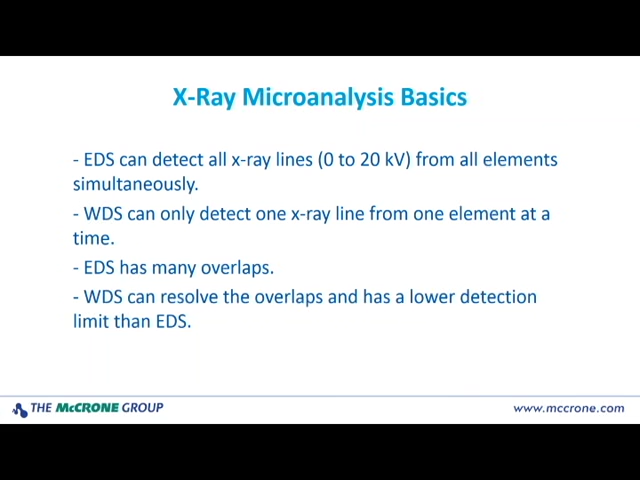 X-Ray Microanalysis Basics
- EDS can detect all x-ray lines (0 to 20 kV) from all elements
simultaneously.
- WDS can only detect one x-ray line from one element at a
time.
- EDS has many overlaps.
- WDS can resolve the overlaps and has a lower detection
limit than EDS.
THE McCRONE GROUP
www.mccrone.com